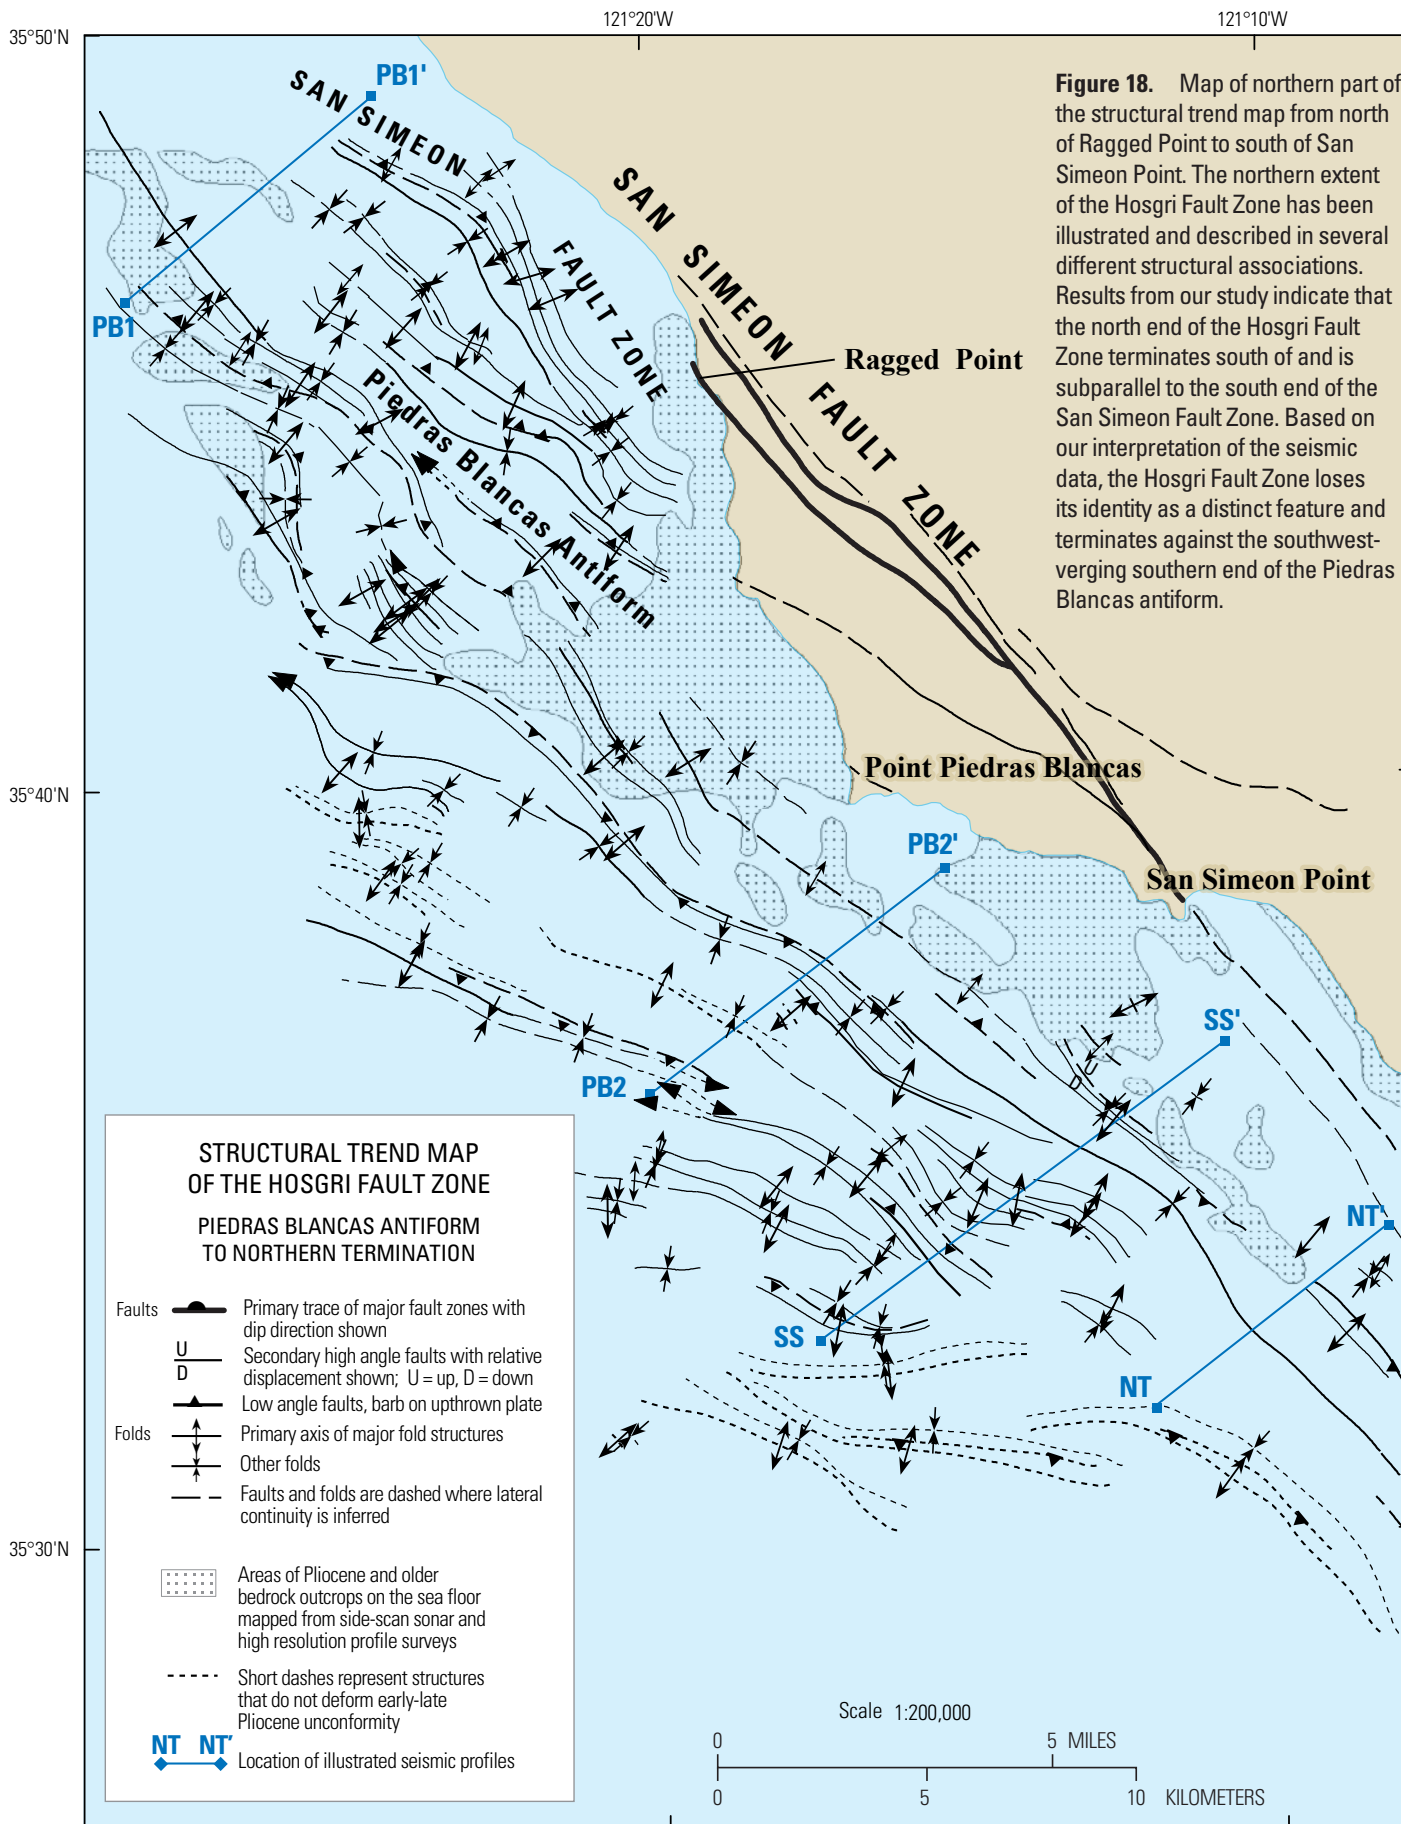 121°20'W
121°10'W
35°50'N
PB1'
SAN SIMEON
FAULT ZONE
SAN SIMEON FAULT ZONE
Figure 18. Map of northern part of
the structural trend map from north
of Ragged Point to south of San
Simeon Point. The northern extent
of the Hosgri Fault Zone has been
illustrated and described in several
different structural associations.
Results from our study indicate that
the north end of the Hosgri Fault
Zone terminates south of and is
subparallel to the south end of the
San Simeon Fault Zone. Based on
our interpretation of the seismic
data, the Hosgri Fault Zone loses
its identity as a distinct feature and
terminates against the southwest-
verging southern end of the Piedras
Blancas antiform.
PB1
Ragged Point
Piedras Blancas Antiform
35°40'N
Point Piedras Blancas
PB2'
San Simeon Point
SS'
U
D
PB2
NT'
SS
NT
STRUCTURAL TREND MAP
OF THE HOSGRI FAULT ZONE
PIEDRAS BLANCAS ANTIFORM
TO NORTHERN TERMINATION
Faults
Primary trace of major fault zones with
dip direction shown
U
D
Secondary high angle faults with relative
displacement shown; U = up, D = down
Low angle faults, barb on upthrown plate
Folds
Primary axis of major fold structures
Other folds
Faults and folds are dashed where lateral
continuity is inferred
35°30'N
Areas of Pliocene and older
bedrock outcrops on the sea floor
mapped from side-scan sonar and
high resolution profile surveys
Short dashes represent structures
that do not deform early-late
Pliocene unconformity
NT NT'
Location of illustrated seismic profiles
Scale 1:200,000
0 5 MILES
0 5 10 KILOMETERS